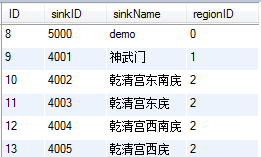 ID sinkID sinkName regionID
8 5000 demo 0
9 4001 神武门 1
10 4002 乾清宫东南庑 2
11 4003 乾清宫东庑 2
12 4004 乾清宫西南庑 2
13 4005 乾清宫西庑 2